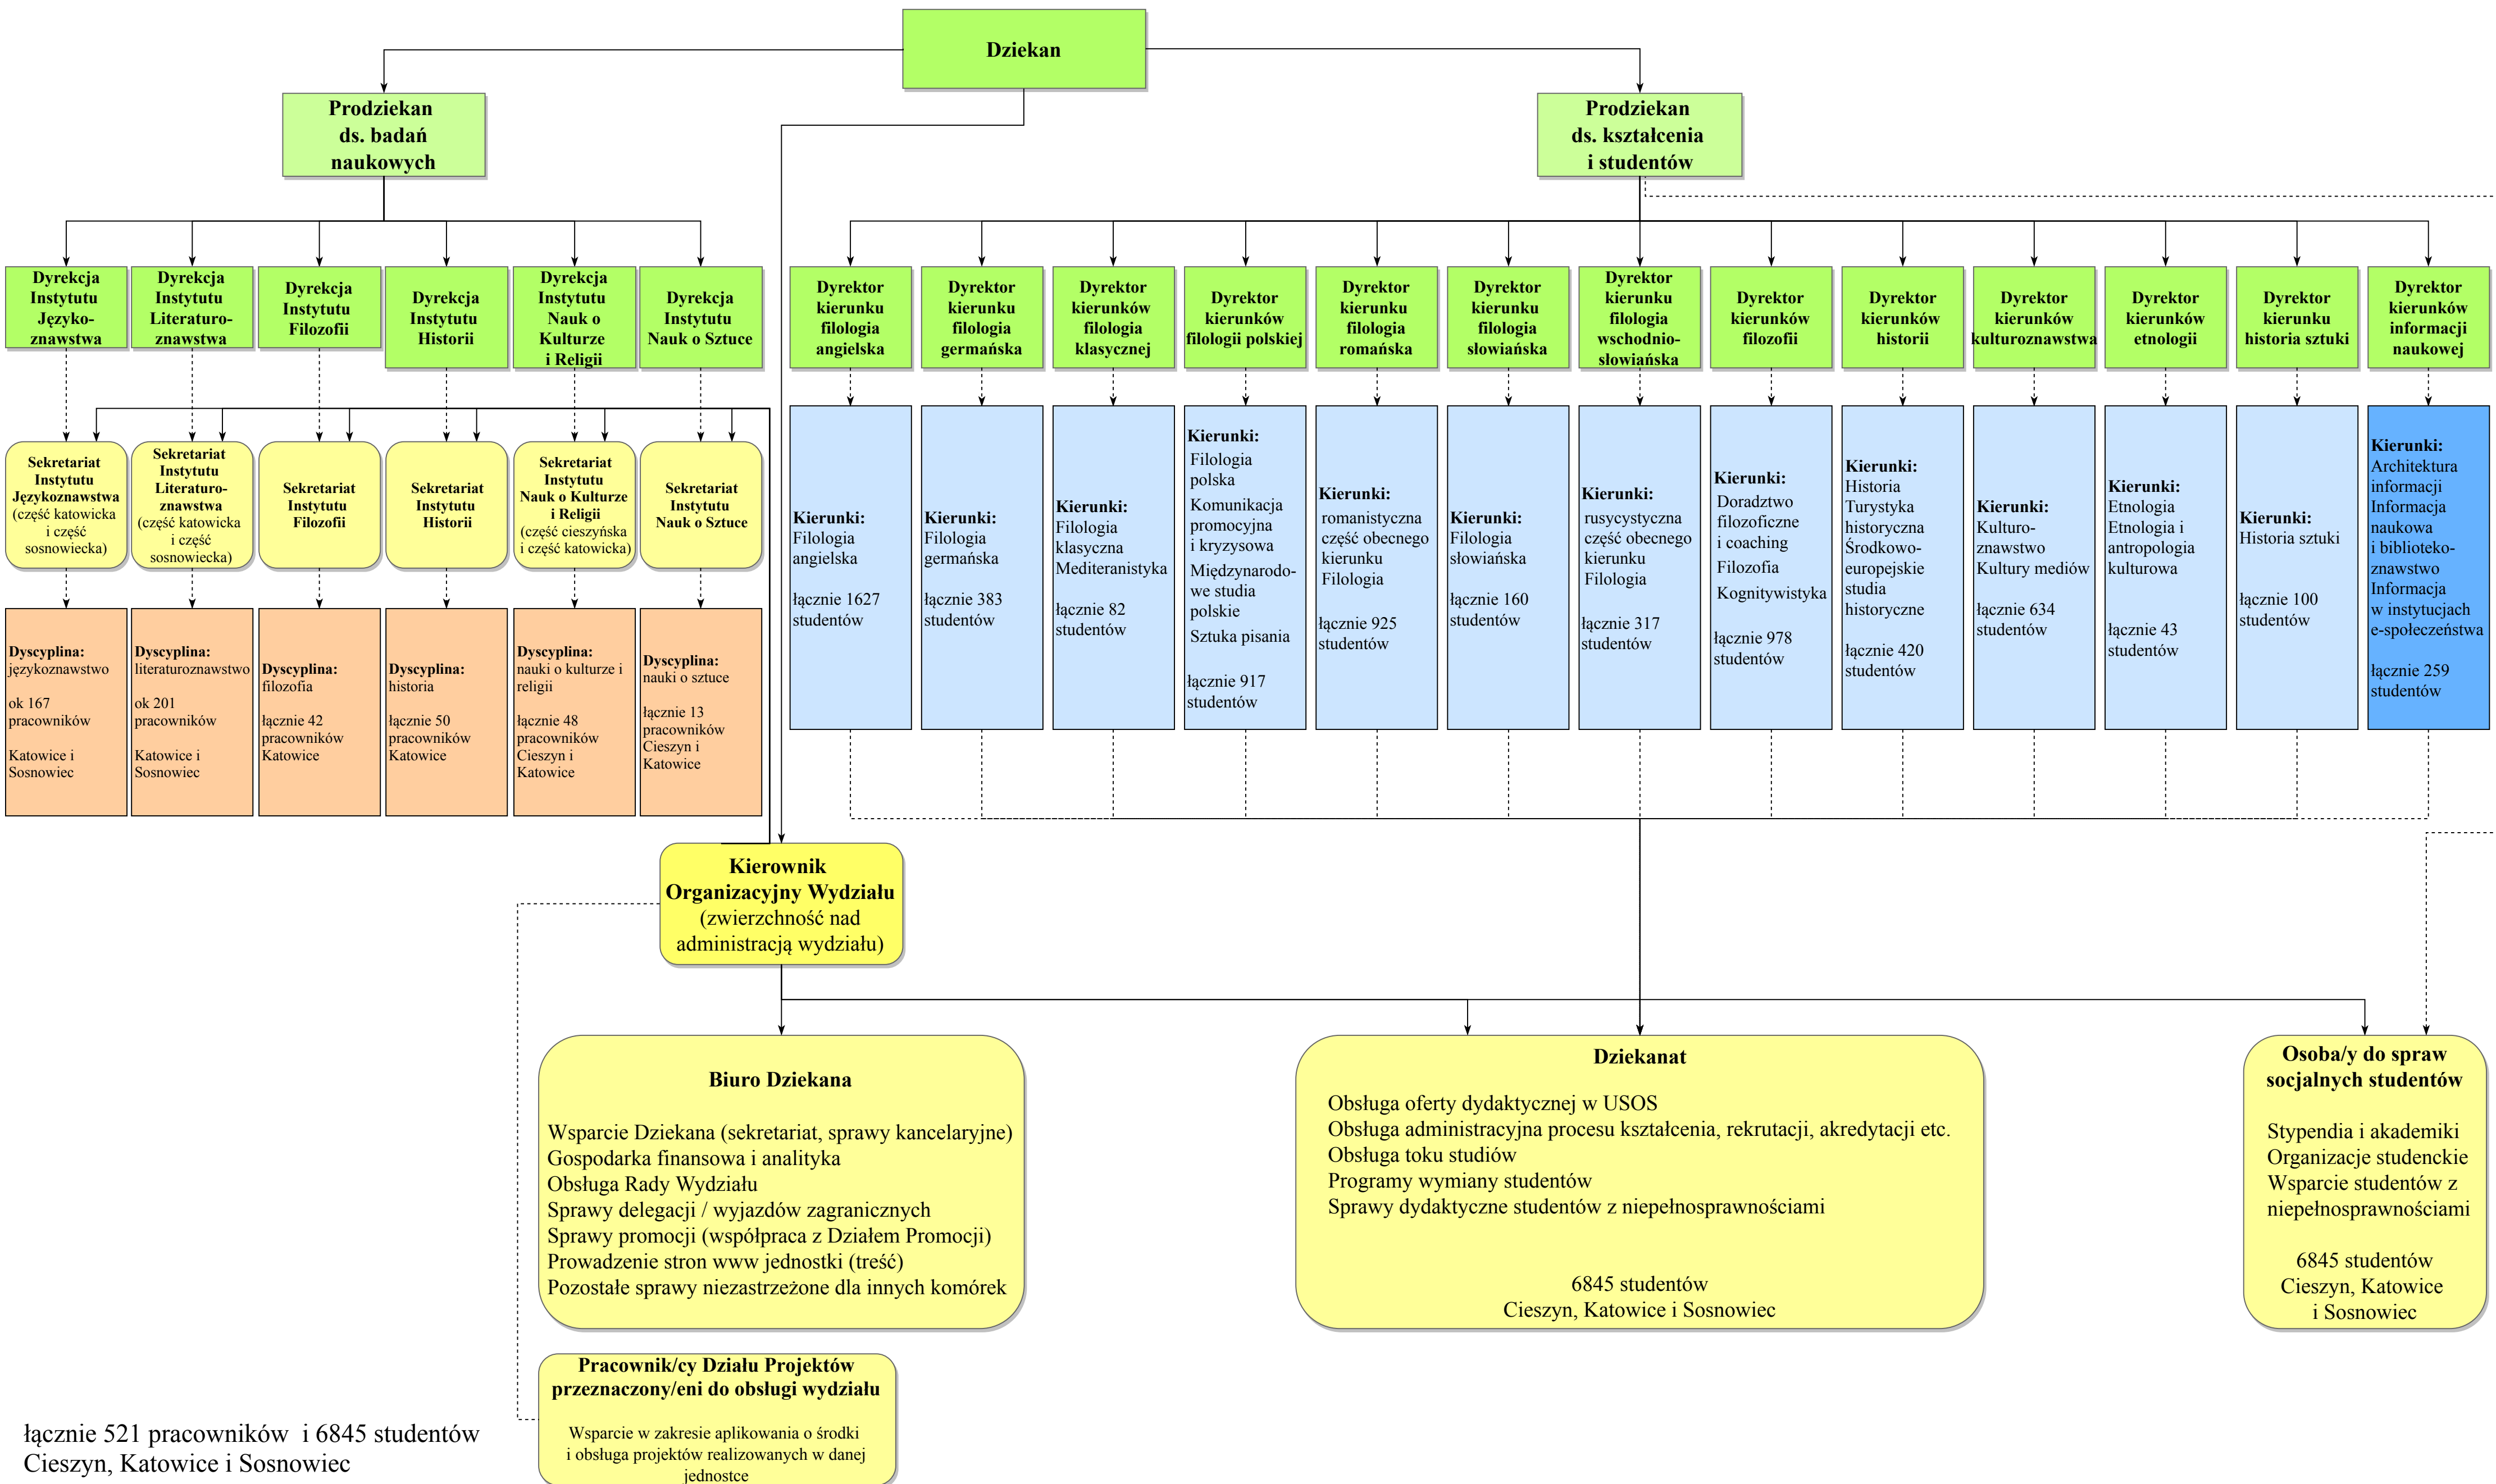 Dziekan
Prodziekan
ds. badań
naukowych
Prodziekan
ds. kształcenia
i studentów
Dyrekcja
Instytutu
Języko-
znawstwa
Dyrekcja
Instytutu
Literaturo-
znawstwa
Dyrekcja
Instytutu
Filozofii
Dyrekcja
Instytutu
Historii
Dyrekcja
Instytutu
Nauk o
Kulturze
i Religii
Dyrekcja
Instytutu
Nauk o Sztuce
Dyrektor
kierunku
filologia
angielska
Dyrektor
kierunku
filologia
germańska
Dyrektor
kierunków
filologia
klasycznej
Dyrektor
kierunków
filologii polskiej
Dyrektor
kierunku
filologia
romańska
Dyrektor
kierunku
filologia
słowiańska
Dyrektor
kierunku
filologia
wschodnio-
słowiańska
Dyrektor
kierunków
filozofii
Dyrektor
kierunków
historii
Dyrektor
kierunków
kulturoznawstwa
Dyrektor
kierunków
etnologii
Dyrektor
kierunku
historia sztuki
Dyrektor
kierunków
informacji
naukowej
Sekretariat
Instytutu
Językoznawstwa
(część katowicka
i część
sosnowiecka)
Sekretariat
Instytutu
Literaturo-
znawstwa
(część katowicka
i część
sosnowiecka)
Sekretariat
Instytutu
Filozofii
Sekretariat
Instytutu
Historii
Sekretariat
Instytutu
Nauk o Kulturze
i Religii
(część cieszyńska
i część katowicka)
Sekretariat
Instytutu
Nauk o Sztuce
Kierunki:
Filologia
angielska
łącznie 1627
studentów
Kierunki:
Filologia
germańska
łącznie 383
studentów
Kierunki:
Filologia
klasyczna
Mediteranistyka
łącznie 82
studentów
Kierunki:
Filologia
polska
Komunikacja
promocyjna
i kryzysowa
Międzynarodo-
we studia
polskie
Sztuka pisania
łącznie 917
studentów
Kierunki:
romanistyczna
część obecnego
kierunku
Filologia
łącznie 925
studentów
Kierunki:
Filologia
słowiańska
łącznie 160
studentów
Kierunki:
rusycystyczna
część obecnego
kierunku
Filologia
łącznie 317
studentów
Kierunki:
Doradztwo
filozoficzne
i coaching
Filozofia
Kognitywistyka
łącznie 978
studentów
Kierunki:
Historia
Turystyka
historyczna
Środkowo-
europejskie
studia
historyczne
łącznie 420
studentów
Kierunki:
Kulturo-
znawstwo
Kultury mediów
łącznie 634
studentów
Kierunki:
Etnologia
Etnologia i
antropologia
kulturowa
łącznie 43
studentów
Kierunki:
Historia sztuki
łącznie 100
studentów
Kierunki:
Architektura
informacji
Informacja
naukowa
i biblioteko-
znawstwo
Informacja
w instytucjach
e-społeczeństwa
łącznie 259
studentów
Dyscyplina:
językoznawstwo
ok 167
pracowników
Katowice i
Sosnowiec
Dyscyplina:
literaturoznawstwo
ok 201
pracowników
Katowice i
Sosnowiec
Dyscyplina:
filozofia
łącznie 42
pracowników
Katowice
Dyscyplina:
historia
łącznie 50
pracowników
Katowice
Dyscyplina:
nauki o kulturze i
religii
łącznie 48
pracowników
Cieszyn i
Katowice
Dyscyplina:
nauki o sztuce
łącznie 13
pracowników
Cieszyn i
Katowice
Kierownik
Organizacyjny Wydziału
(zwierzchność nad
administracją wydziału)
Biuro Dziekana
Wsparcie Dziekana (sekretariat, sprawy kancelaryjne)
Gospodarka finansowa i analityka
Obsługa Rady Wydziału
Sprawy delegacji / wyjazdów zagranicznych
Sprawy promocji (współpraca z Działem Promocji)
Prowadzenie stron www jednostki (treść)
Pozostałe sprawy niezastrzeżone dla innych komórek
Dziekanat
Obsługa oferty dydaktycznej w USOS
Obsługa administracyjna procesu kształcenia, rekrutacji, akredytacji etc.
Obsługa toku studiów
Programy wymiany studentów
Sprawy dydaktyczne studentów z niepełnosprawnościami
6845 studentów
Cieszyn, Katowice i Sosnowiec
Osoba/y do spraw
socjalnych studentów
Stypendia i akademiki
Organizacje studenckie
Wsparcie studentów z
niepełnosprawnościami
6845 studentów
Cieszyn, Katowice
i Sosnowiec
Pracownik/cy Działu Projektów
przeznaczony/eni do obsługi wydziału
Wsparcie w zakresie aplikowania o środki
i obsługa projektów realizowanych w danej
jednostce
łącznie 521 pracowników i 6845 studentów
Cieszyn, Katowice i Sosnowiec